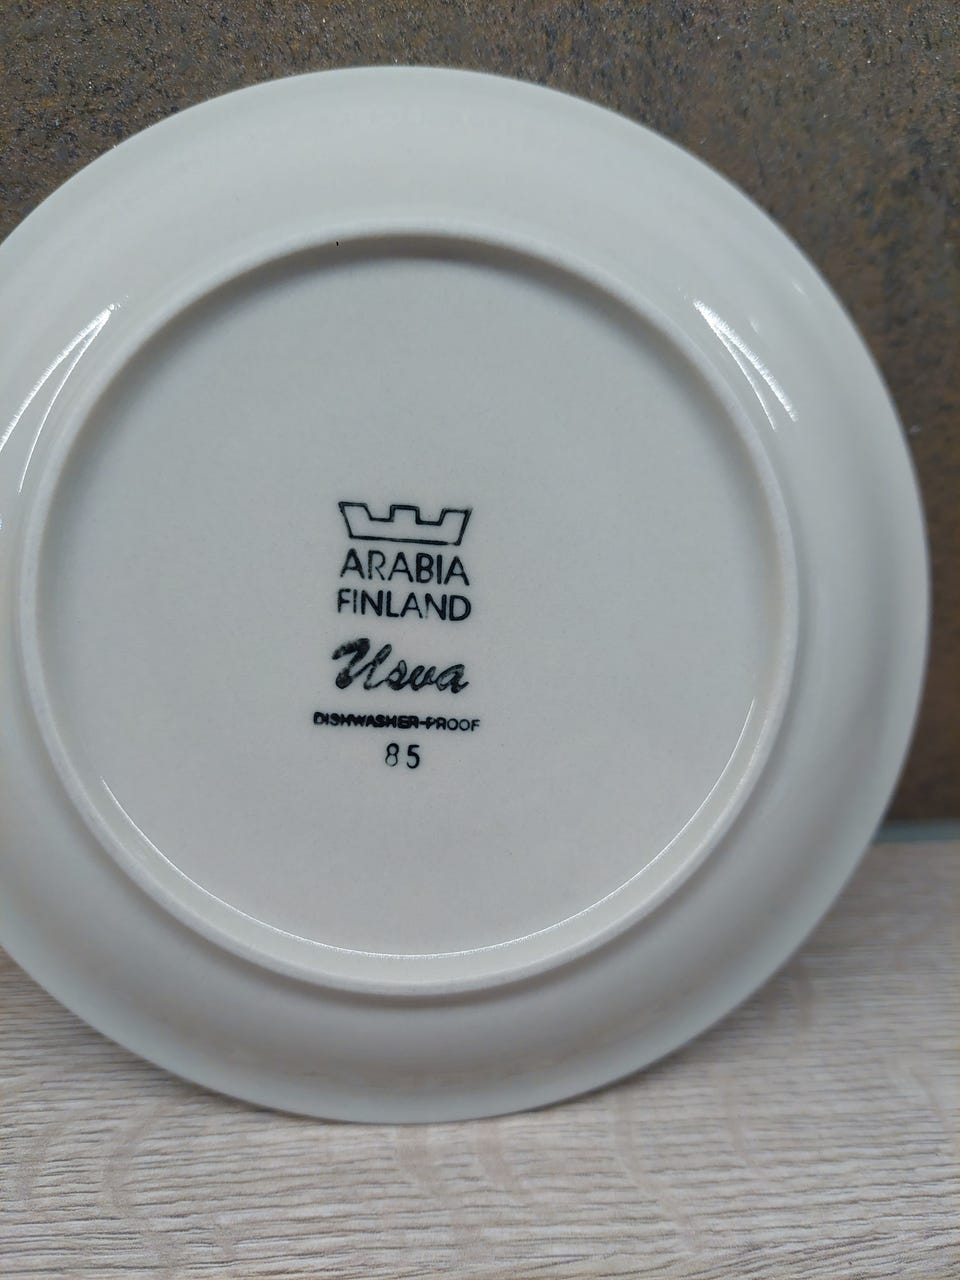 ARABIA
FINLAND
Usva
DISHWASHER-PROOF
85